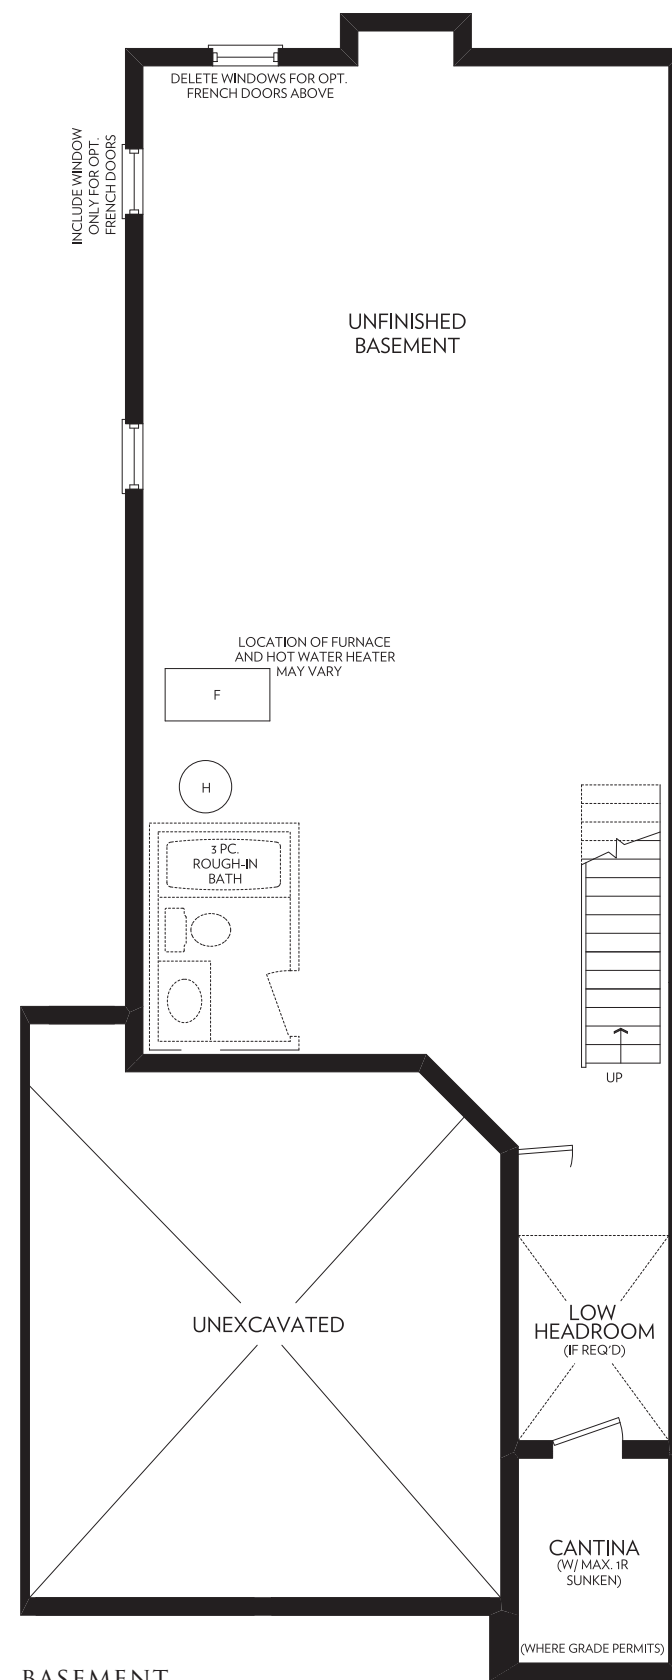 DELETE WINDOWS FOR OPT.
FRENCH DOORS ABOVE
INCLUDE WINDOW
ONLY FOR OPT.
FRENCH DOORS
UNFINISHED
BASEMENT
LOCATION OF FURNACE
AND HOT WATER HEATER
MAY VARY
F
H
3 PC.
ROUGH-IN
BATH
UP
UNEXCAVATED
LOW
HEADROOM
(IF REQ'D)
CANTINA
(W/ MAX. 1R
SUNKEN)
(WHERE GRADE PERMITS)
BASEMENT